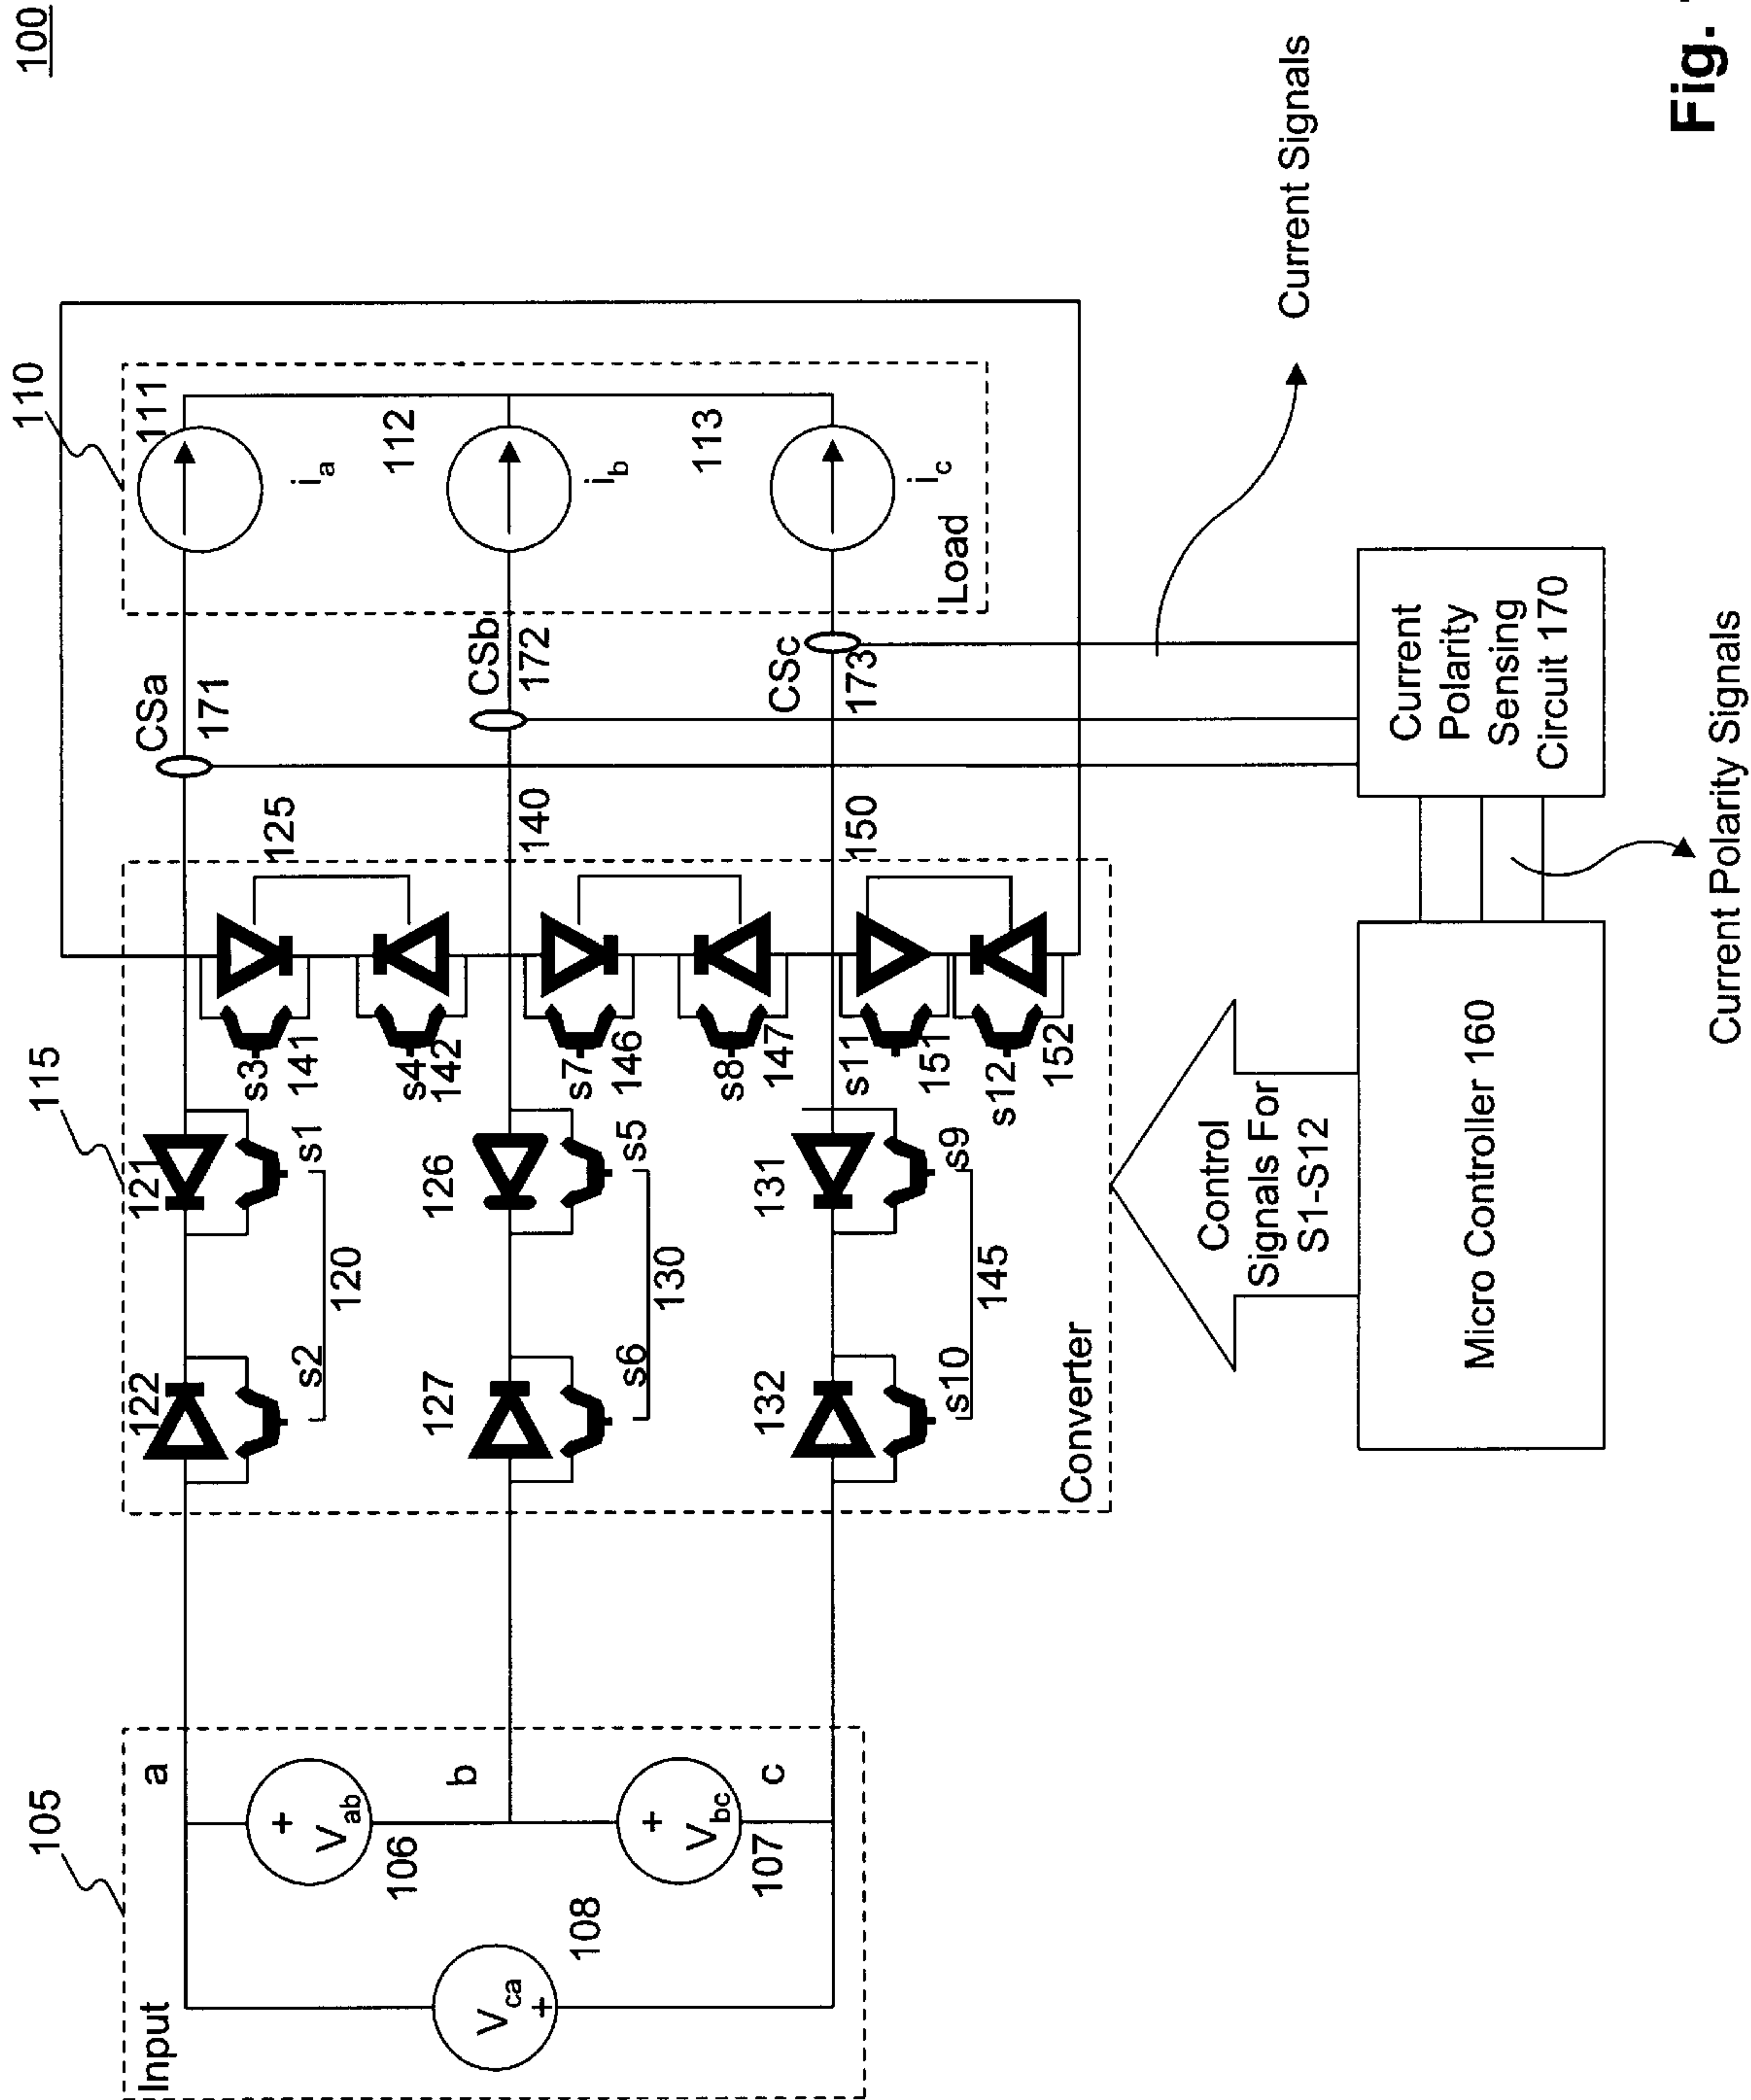 100
105
Input
a
V_ab
+
106
b
V_bc
+
107
c
V_ca
+
108
115
122
121
s2
s1
120
127
126
s6
s5
130
132
131
s10
s9
145
Converter
125
s3
141
s4
142
140
s7
146
s8
147
150
s11
151
s12
152
CSa
171
CSb
172
CSc
173
110
111
i_a
112
i_b
113
i_c
Load
Control
Signals For
S1-S12
Micro Controller 160
Current
Polarity
Sensing
Circuit 170
Current Signals
Current Polarity Signals
Fig.